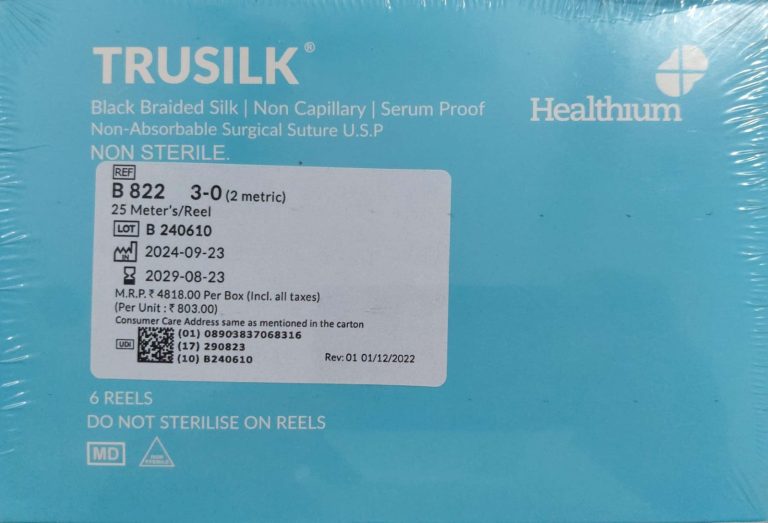 TRUSILK®
Healthium
Black Braided Silk | Non Capillary | Serum Proof
Non-Absorbable Surgical Suture U.S.P
NON STERILE.
REF
B 822 3-0 (2 metric)
25 Meter's/Reel
LOT B 240610
IN 2024-09-23
2029-08-23
M.R.P. ₹ 4818.00 Per Box (Incl. all taxes)
(Per Unit : ₹ 803.00)
Consumer Care Address same as mentioned in the carton
UDI (01) 08903837068316
(17) 290823
(10) B240610 Rev: 01 01/12/2022
6 REELS
DO NOT STERILISE ON REELS
MD NON STERILE